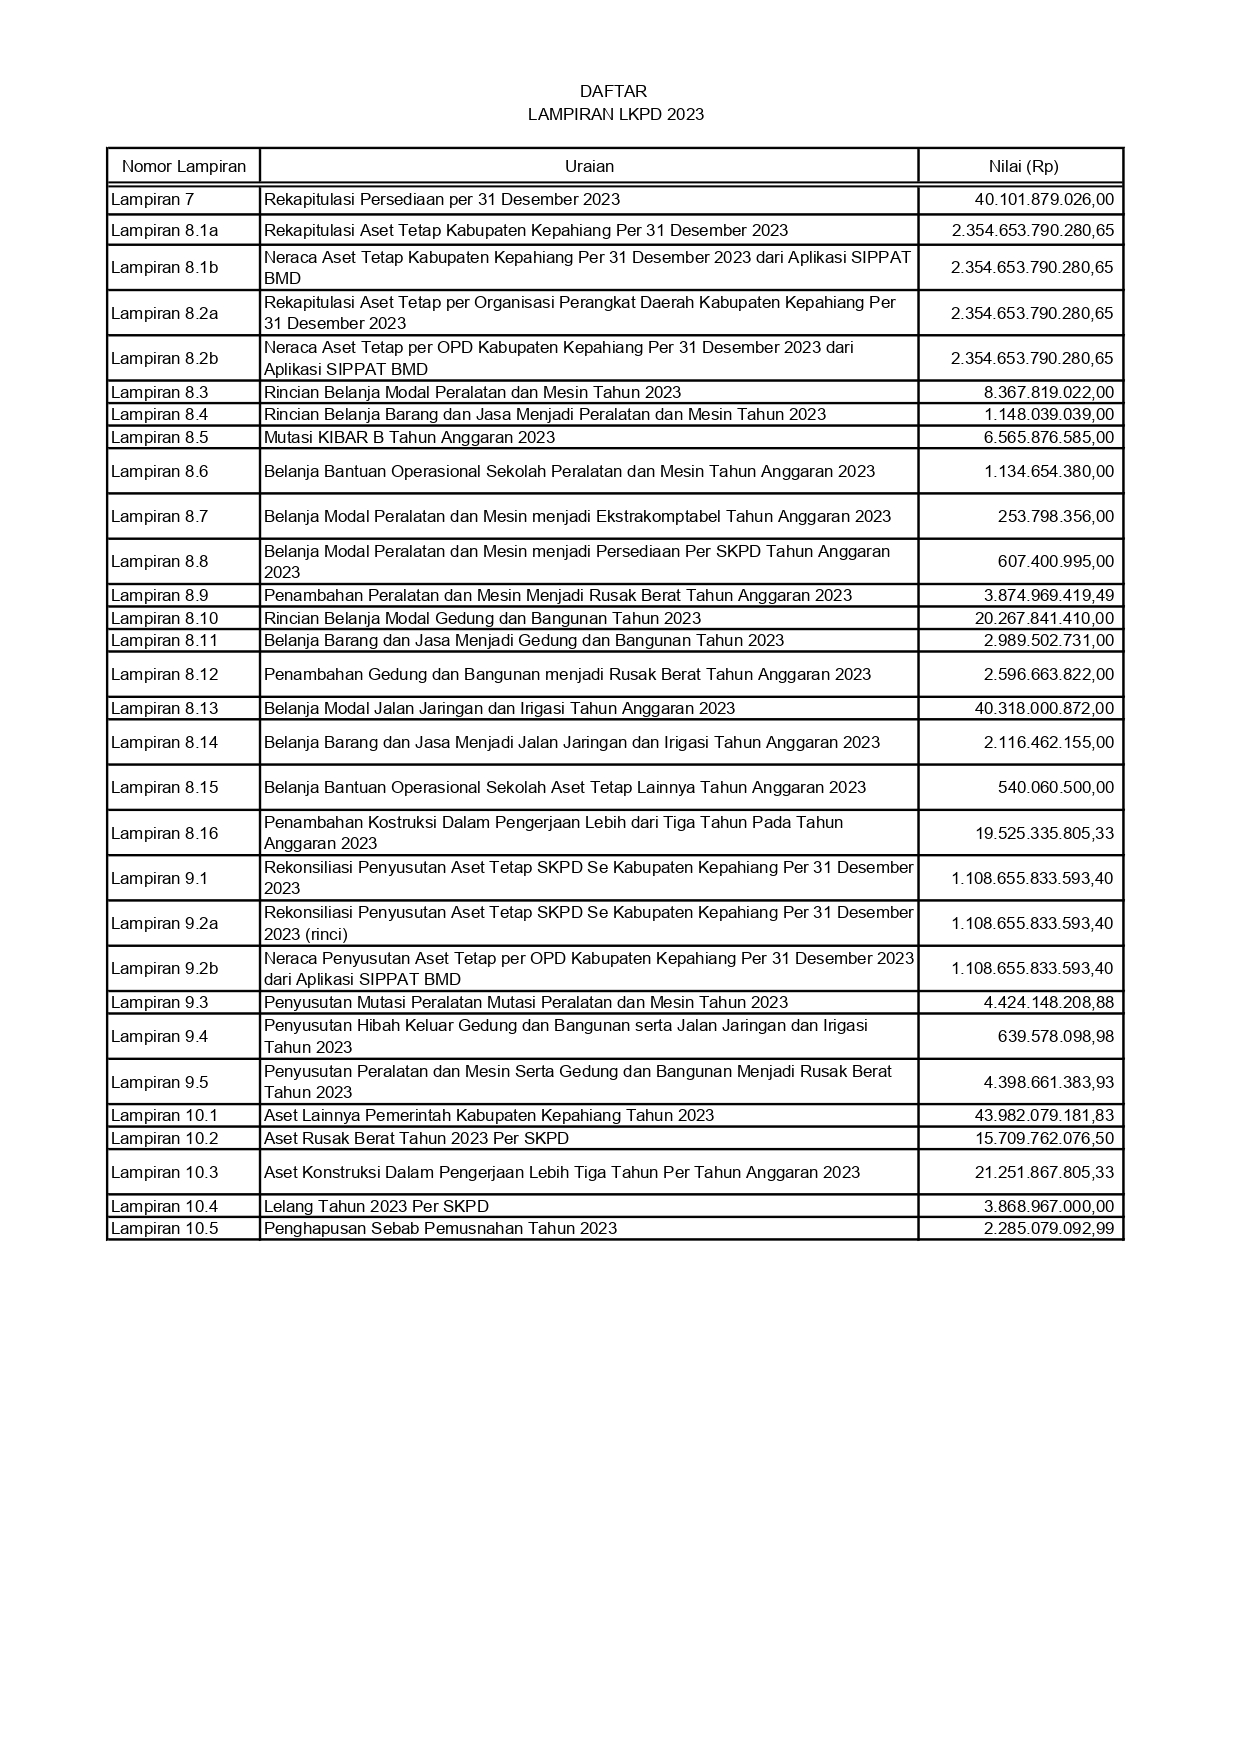 DAFTAR
LAMPIRAN LKPD 2023
Nomor Lampiran Uraian Nilai (Rp)
Lampiran 7 Rekapitulasi Persediaan per 31 Desember 2023 40.101.879.026,00
Lampiran 8.1a Rekapitulasi Aset Tetap Kabupaten Kepahiang Per 31 Desember 2023 2.354.653.790.280,65
Lampiran 8.1b Neraca Aset Tetap Kabupaten Kepahiang Per 31 Desember 2023 dari Aplikasi SIPPAT
BMD 2.354.653.790.280,65
Lampiran 8.2a Rekapitulasi Aset Tetap per Organisasi Perangkat Daerah Kabupaten Kepahiang Per
31 Desember 2023 2.354.653.790.280,65
Lampiran 8.2b Neraca Aset Tetap per OPD Kabupaten Kepahiang Per 31 Desember 2023 dari
Aplikasi SIPPAT BMD 2.354.653.790.280,65
Lampiran 8.3 Rincian Belanja Modal Peralatan dan Mesin Tahun 2023 8.367.819.022,00
Lampiran 8.4 Rincian Belanja Barang dan Jasa Menjadi Peralatan dan Mesin Tahun 2023 1.148.039.039,00
Lampiran 8.5 Mutasi KIBAR B Tahun Anggaran 2023 6.565.876.585,00
Lampiran 8.6 Belanja Bantuan Operasional Sekolah Peralatan dan Mesin Tahun Anggaran 2023 1.134.654.380,00
Lampiran 8.7 Belanja Modal Peralatan dan Mesin menjadi Ekstrakomptabel Tahun Anggaran 2023 253.798.356,00
Lampiran 8.8 Belanja Modal Peralatan dan Mesin menjadi Persediaan Per SKPD Tahun Anggaran
2023 607.400.995,00
Lampiran 8.9 Penambahan Peralatan dan Mesin Menjadi Rusak Berat Tahun Anggaran 2023 3.874.969.419,49
Lampiran 8.10 Rincian Belanja Modal Gedung dan Bangunan Tahun 2023 20.267.841.410,00
Lampiran 8.11 Belanja Barang dan Jasa Menjadi Gedung dan Bangunan Tahun 2023 2.989.502.731,00
Lampiran 8.12 Penambahan Gedung dan Bangunan menjadi Rusak Berat Tahun Anggaran 2023 2.596.663.822,00
Lampiran 8.13 Belanja Modal Jalan Jaringan dan Irigasi Tahun Anggaran 2023 40.318.000.872,00
Lampiran 8.14 Belanja Barang dan Jasa Menjadi Jalan Jaringan dan Irigasi Tahun Anggaran 2023 2.116.462.155,00
Lampiran 8.15 Belanja Bantuan Operasional Sekolah Aset Tetap Lainnya Tahun Anggaran 2023 540.060.500,00
Lampiran 8.16 Penambahan Kostruksi Dalam Pengerjaan Lebih dari Tiga Tahun Pada Tahun
Anggaran 2023 19.525.335.805,33
Lampiran 9.1 Rekonsiliasi Penyusutan Aset Tetap SKPD Se Kabupaten Kepahiang Per 31 Desember
2023 1.108.655.833.593,40
Lampiran 9.2a Rekonsiliasi Penyusutan Aset Tetap SKPD Se Kabupaten Kepahiang Per 31 Desember
2023 (rinci) 1.108.655.833.593,40
Lampiran 9.2b Neraca Penyusutan Aset Tetap per OPD Kabupaten Kepahiang Per 31 Desember 2023
dari Aplikasi SIPPAT BMD 1.108.655.833.593,40
Lampiran 9.3 Penyusutan Mutasi Peralatan Mutasi Peralatan dan Mesin Tahun 2023 4.424.148.208,88
Lampiran 9.4 Penyusutan Hibah Keluar Gedung dan Bangunan serta Jalan Jaringan dan Irigasi
Tahun 2023 639.578.098,98
Lampiran 9.5 Penyusutan Peralatan dan Mesin Serta Gedung dan Bangunan Menjadi Rusak Berat
Tahun 2023 4.398.661.383,93
Lampiran 10.1 Aset Lainnya Pemerintah Kabupaten Kepahiang Tahun 2023 43.982.079.181,83
Lampiran 10.2 Aset Rusak Berat Tahun 2023 Per SKPD 15.709.762.076,50
Lampiran 10.3 Aset Konstruksi Dalam Pengerjaan Lebih Tiga Tahun Per Tahun Anggaran 2023 21.251.867.805,33
Lampiran 10.4 Lelang Tahun 2023 Per SKPD 3.868.967.000,00
Lampiran 10.5 Penghapusan Sebab Pemusnahan Tahun 2023 2.285.079.092,99